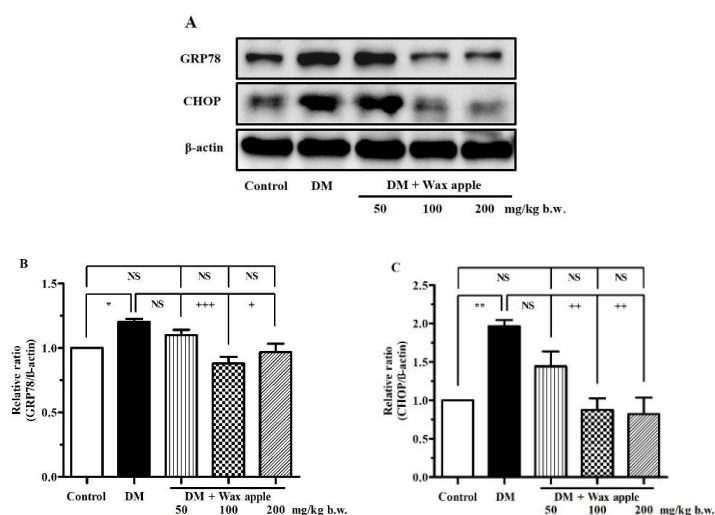 A
GRP78
CHOP
β-actin
Control DM DM + Wax apple
50 100 200 mg/kg b.w.
B
NS NS NS
* NS +++ +
1.5
1.0
0.5
0.0
Relative ratio
(GRP78/ß-actin)
Control DM DM + Wax apple
50 100 200 mg/kg b.w.
C
NS NS NS
** NS ++ ++
2.5
2.0
1.5
1.0
0.5
0.0
Relative ratio
(CHOP/ß-actin)
Control DM DM + Wax apple
50 100 200 mg/kg b.w.